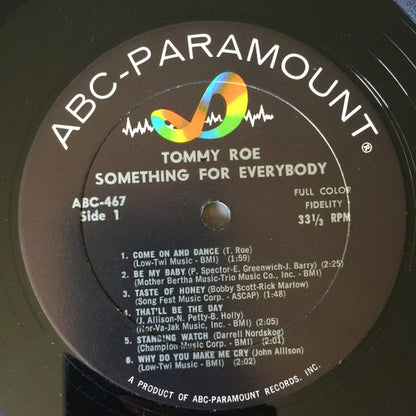 ABC-PARAMOUNT®
TOMMY ROE
SOMETHING FOR EVERYBODY
ABC-467
Side 1
FULL COLOR
FIDELITY
33⅓ RPM
1. COME ON AND DANCE (T. Roe)
(Low-Twi Music - BMI) (1:59)
2. BE MY BABY (P. Spector-E. Greenwich-J. Barry) (2:25)
(Mother Bertha Music-Trio Music Co., Inc. - BMI)
3. TASTE OF HONEY (Bobby Scott-Rick Marlow)
(Song Fest Music Corp. - ASCAP) (1:48)
4. THAT'LL BE THE DAY
(J. Allison-N. Petty-B. Holly)
(Nor-Va-Jak Music, Inc. - BMI) (2:05)
5. STANDING WATCH (Darrell Nordskog)
(Champion Music Corp. - BMI) (2:01)
6. WHY DO YOU MAKE ME CRY (John Allison)
(Low-Twi Music - BMI) (2:02)
A PRODUCT OF ABC-PARAMOUNT RECORDS, INC.